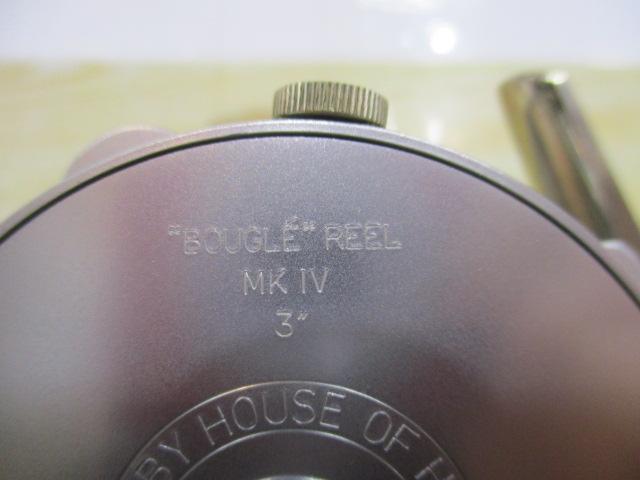 "BOUGLÉ" REEL
MK IV
3"
BY HOUSE OF